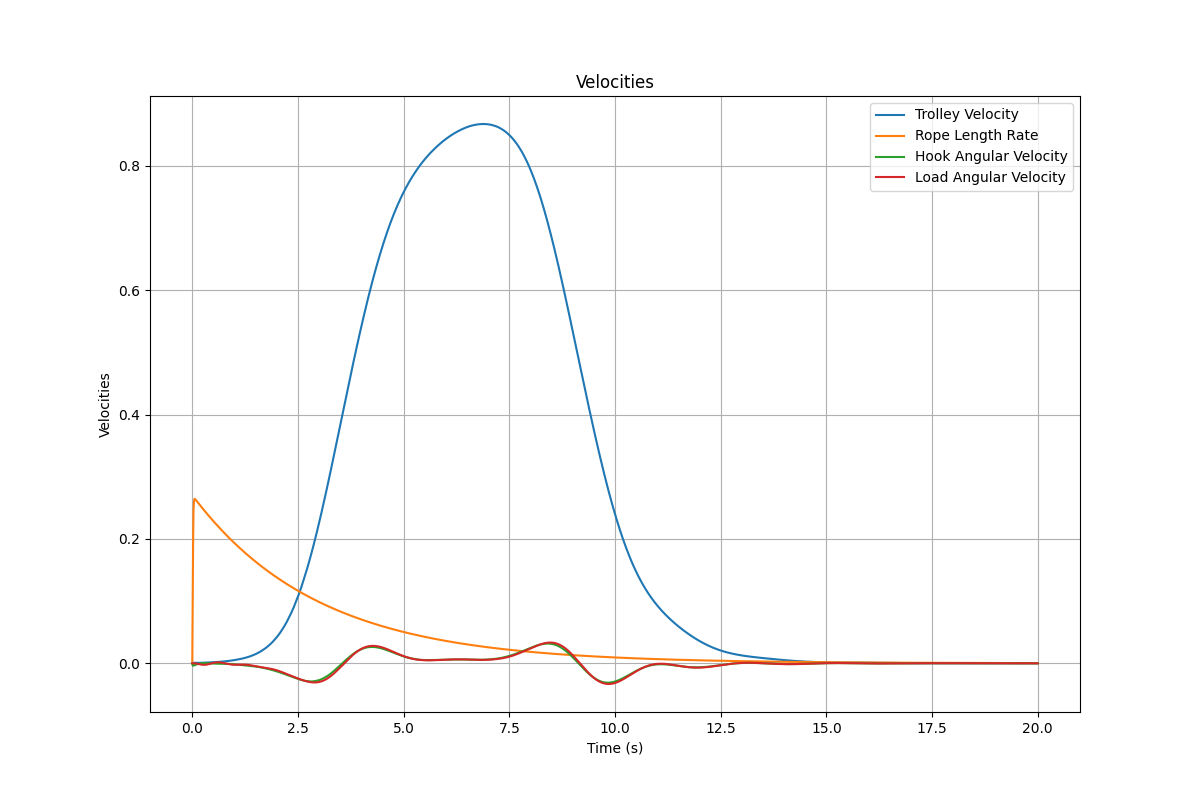 Velocities
Trolley Velocity
Rope Length Rate
Hook Angular Velocity
Load Angular Velocity
Velocities
0.8
0.6
0.4
0.2
0.0
0.0 2.5 5.0 7.5 10.0 12.5 15.0 17.5 20.0
Time (s)